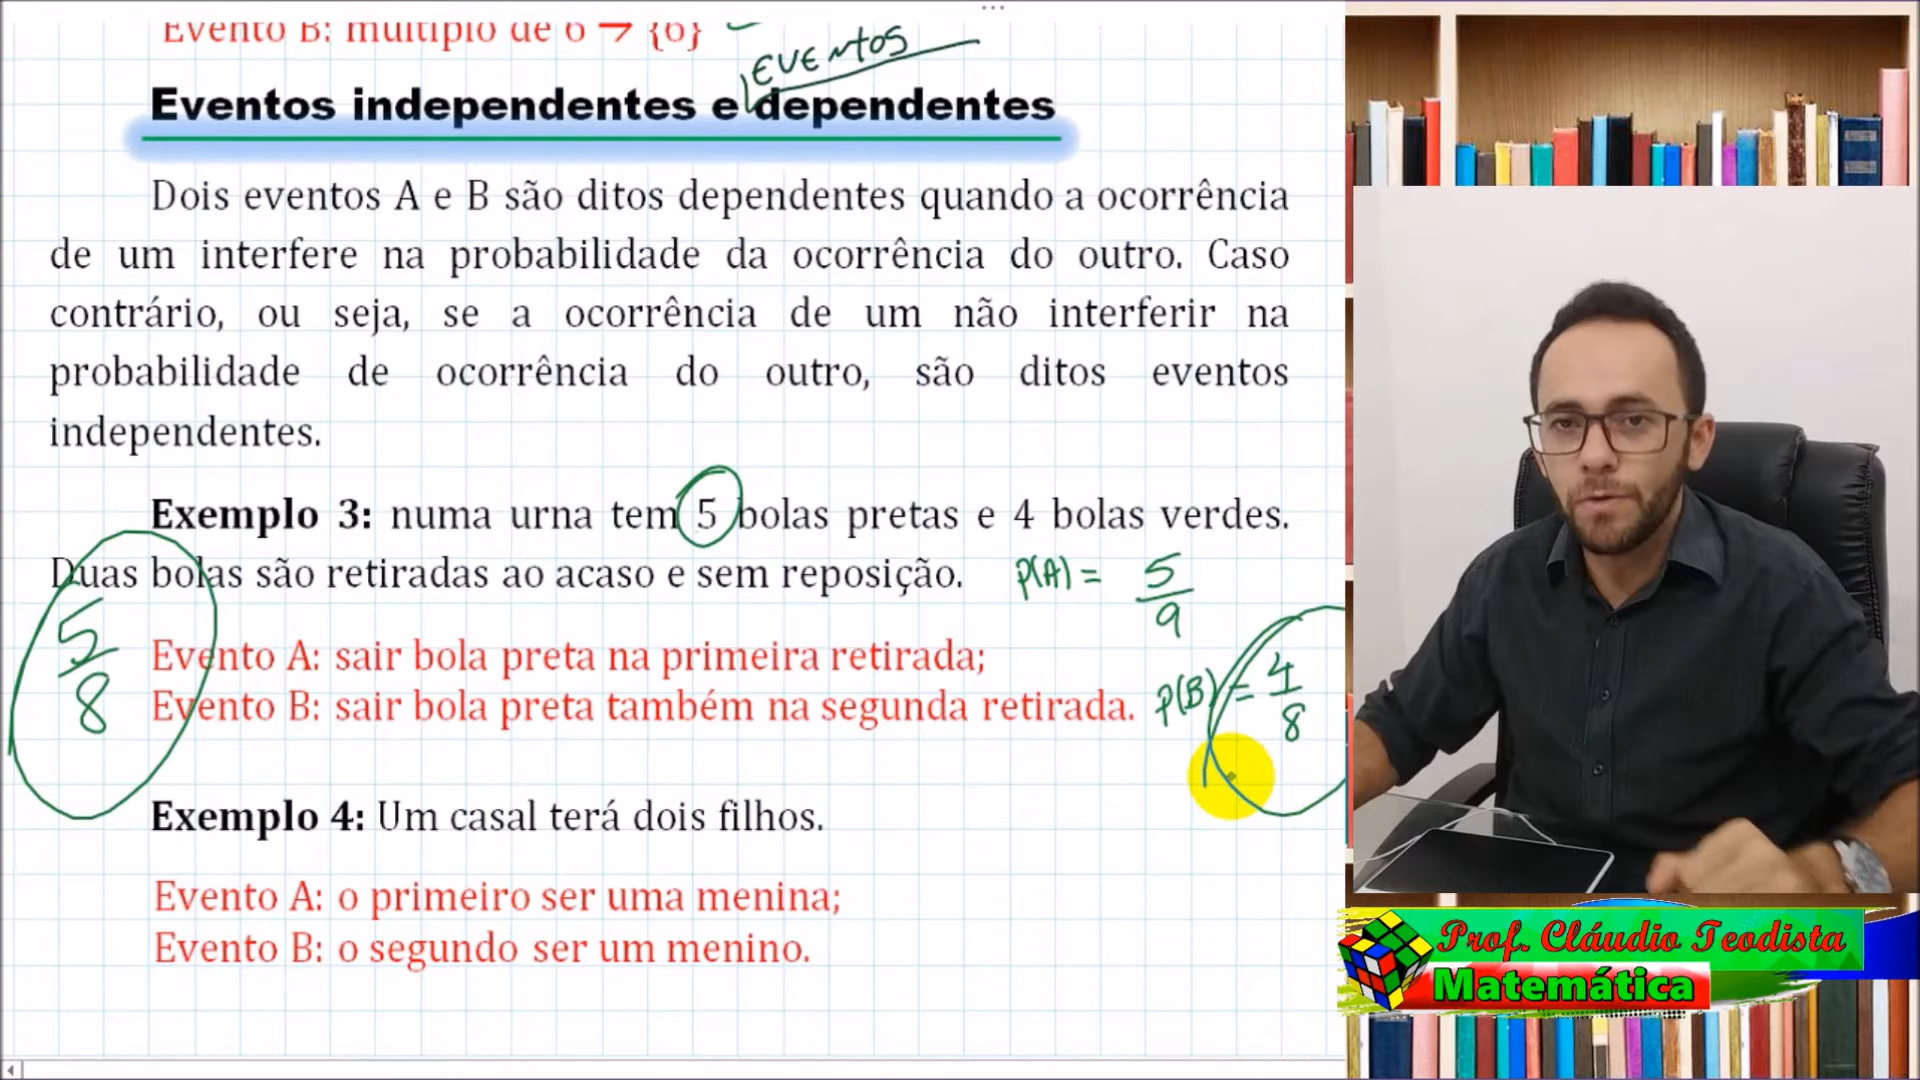 Evento B: múltiplo de 6 → {6}
EVENTOS
Eventos independentes e dependentes
Dois eventos A e B são ditos dependentes quando a ocorrência
de um interfere na probabilidade da ocorrência do outro. Caso
contrário, ou seja, se a ocorrência de um não interferir na
probabilidade de ocorrência do outro, são ditos eventos
independentes.
Exemplo 3: numa urna tem 5 bolas pretas e 4 bolas verdes.
Duas bolas são retiradas ao acaso e sem reposição.
P(A) = 5/9
5/8
Evento A: sair bola preta na primeira retirada;
Evento B: sair bola preta também na segunda retirada.
P(B) = 4/8
Exemplo 4: Um casal terá dois filhos.
Evento A: o primeiro ser uma menina;
Evento B: o segundo ser um menino.
Prof. Cláudio Teodista
Matemática